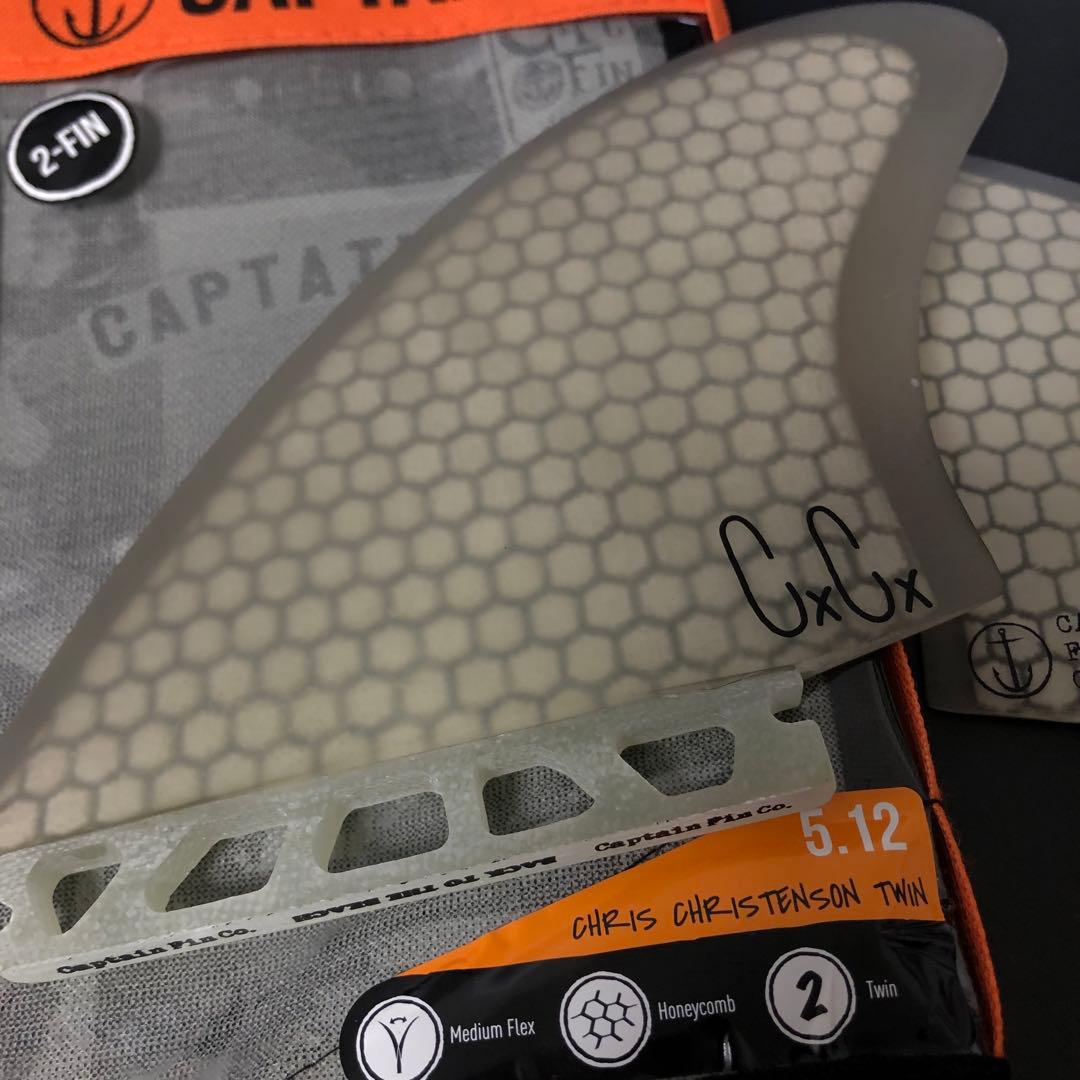 2-FIN
FIN
CxCx
Captain Fin Co.
BACK TO THE BEACH
Captain Fin Co.
5.12
CHRIS CHRISTENSON TWIN
Medium Flex
Honeycomb
2
Twin